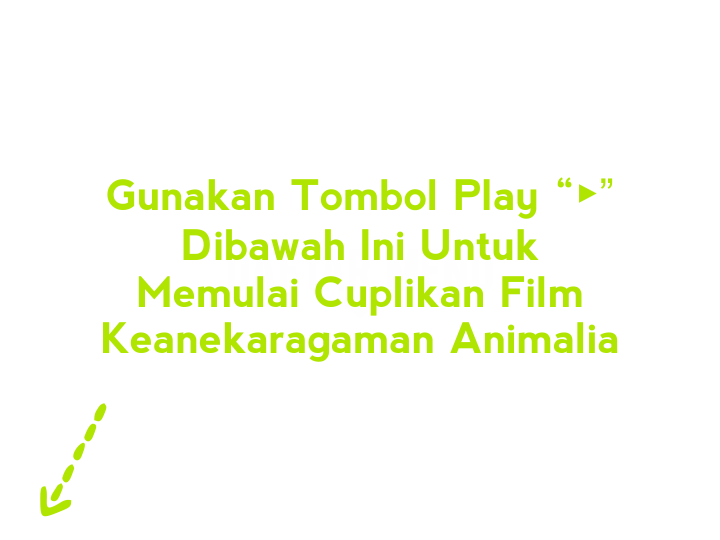 Gunakan Tombol Play “▶”
Dibawah Ini Untuk
Memulai Cuplikan Film
Keanekaragaman Animalia